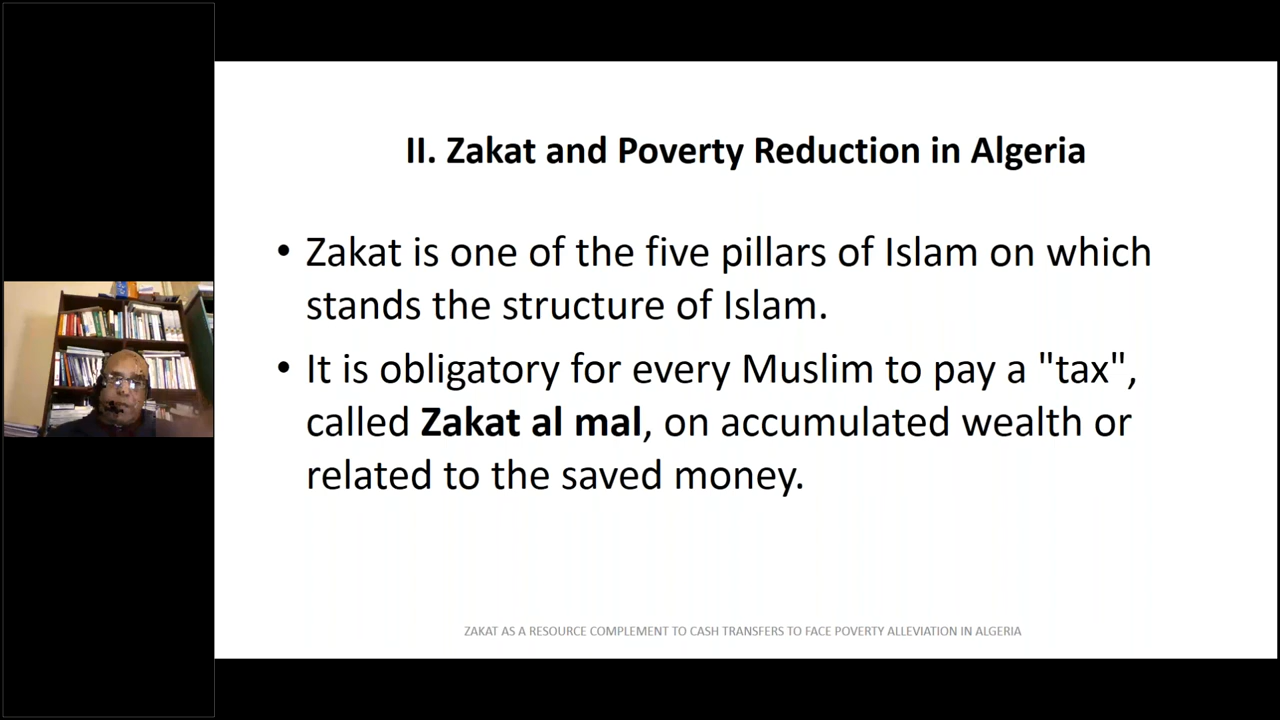 II. Zakat and Poverty Reduction in Algeria
• Zakat is one of the five pillars of Islam on which
stands the structure of Islam.
• It is obligatory for every Muslim to pay a "tax",
called Zakat al mal, on accumulated wealth or
related to the saved money.
ZAKAT AS A RESOURCE COMPLEMENT TO CASH TRANSFERS TO FACE POVERTY ALLEVIATION IN ALGERIA